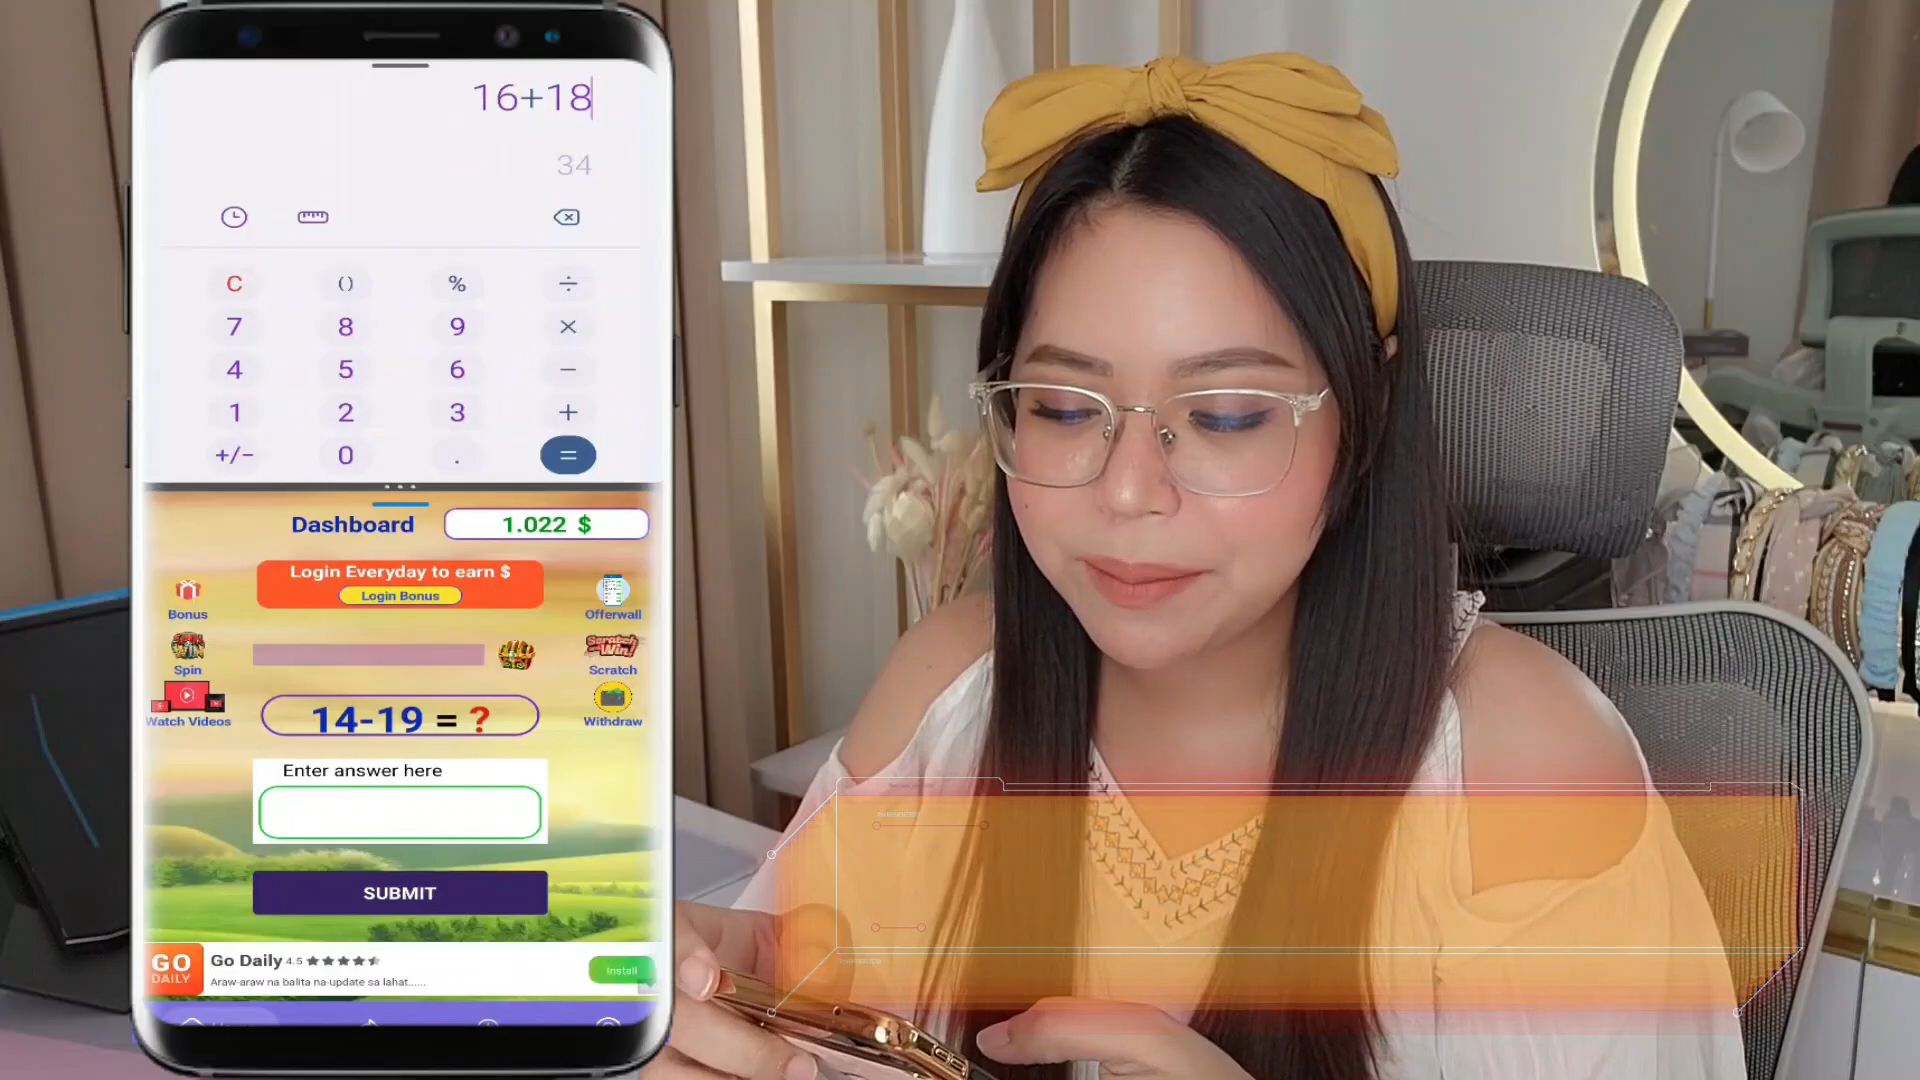 16+18
34
C
()
%
÷
7
8
9
×
4
5
6
−
1
2
3
+
+/−
0
.
=
Dashboard
1.022 $
Login Everyday to earn $
Login Bonus
Bonus
Offerwall
Spin
Scratch
Win!
Scratch
Watch Videos
Withdraw
14-19 = ?
Enter answer here
SUBMIT
GO
DAILY
Go Daily 4.5
Araw-araw na balita na-update sa lahat......
Install